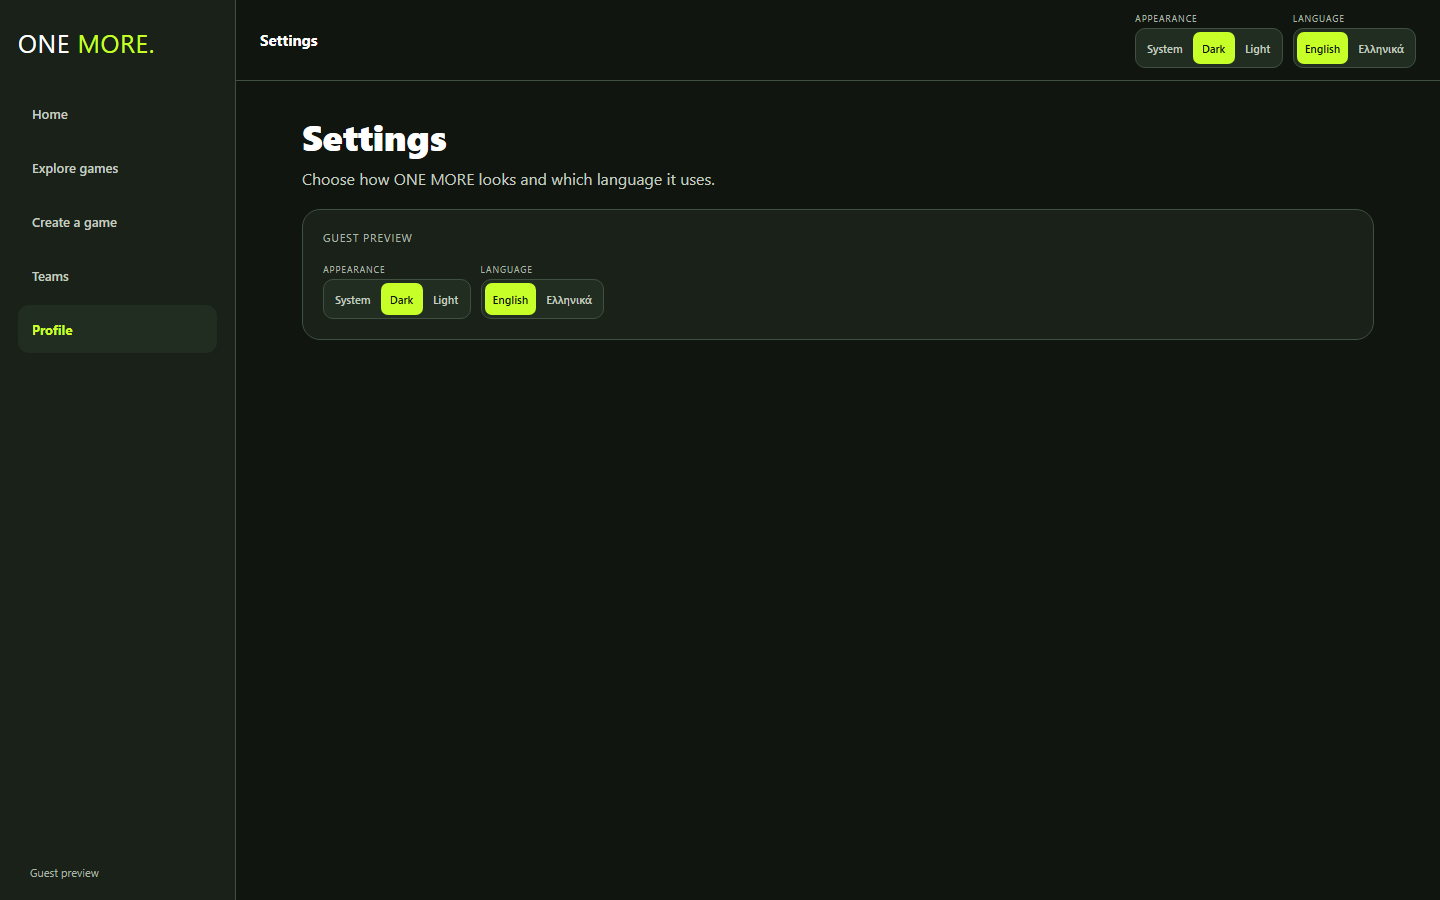 ONE MORE.
Home
Explore games
Create a game
Teams
Profile
Guest preview
Settings
APPEARANCE
System Dark Light
LANGUAGE
English Ελληνικά
Settings
Choose how ONE MORE looks and which language it uses.
GUEST PREVIEW
APPEARANCE
System Dark Light
LANGUAGE
English Ελληνικά